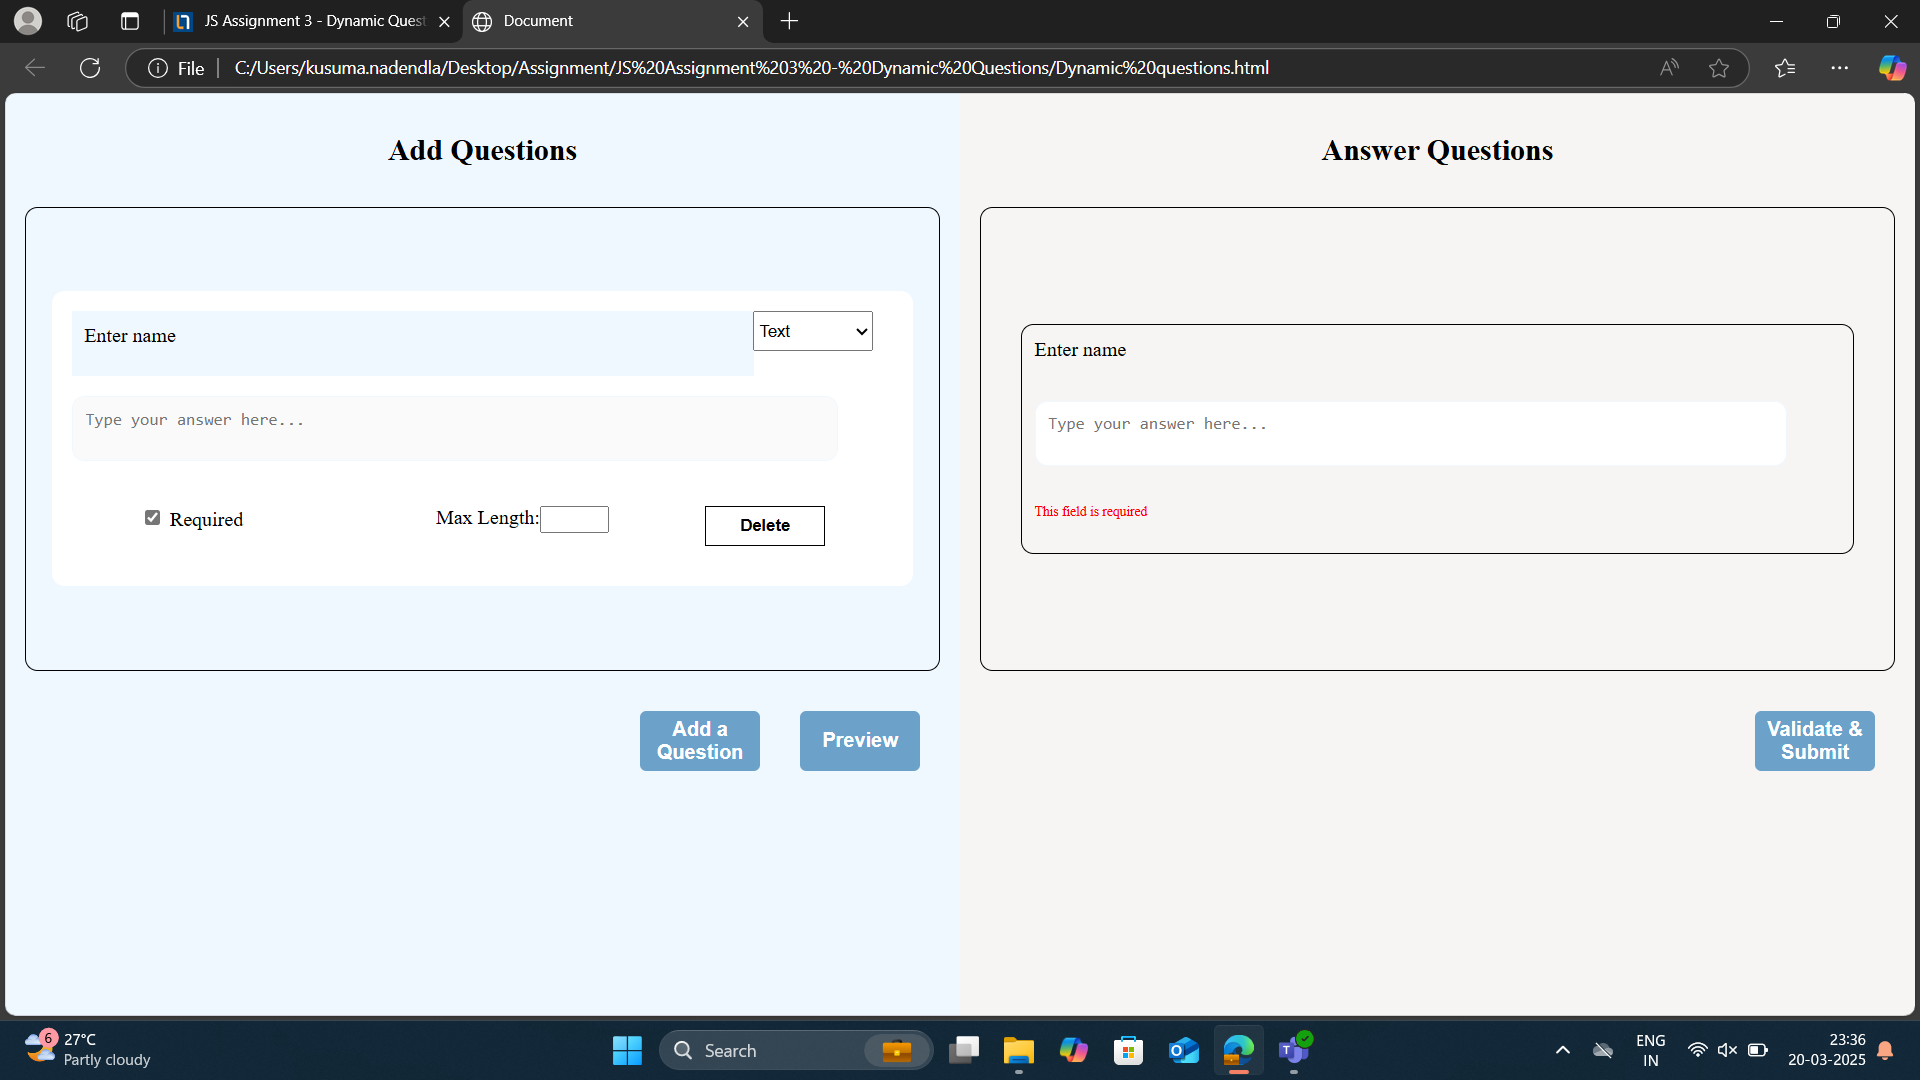 JS Assignment 3 - Dynamic Quest
Document
File
C:/Users/kusuma.nadendla/Desktop/Assignment/JS%20Assignment%203%20-%20Dynamic%20Questions/Dynamic%20questions.html
Add Questions
Enter name
Text
Type your answer here...
Required
Max Length:
Delete
Add a
Question
Preview
Answer Questions
Enter name
Type your answer here...
This field is required
Validate &
Submit
6
27°C
Partly cloudy
Search
ENG
IN
23:36
20-03-2025